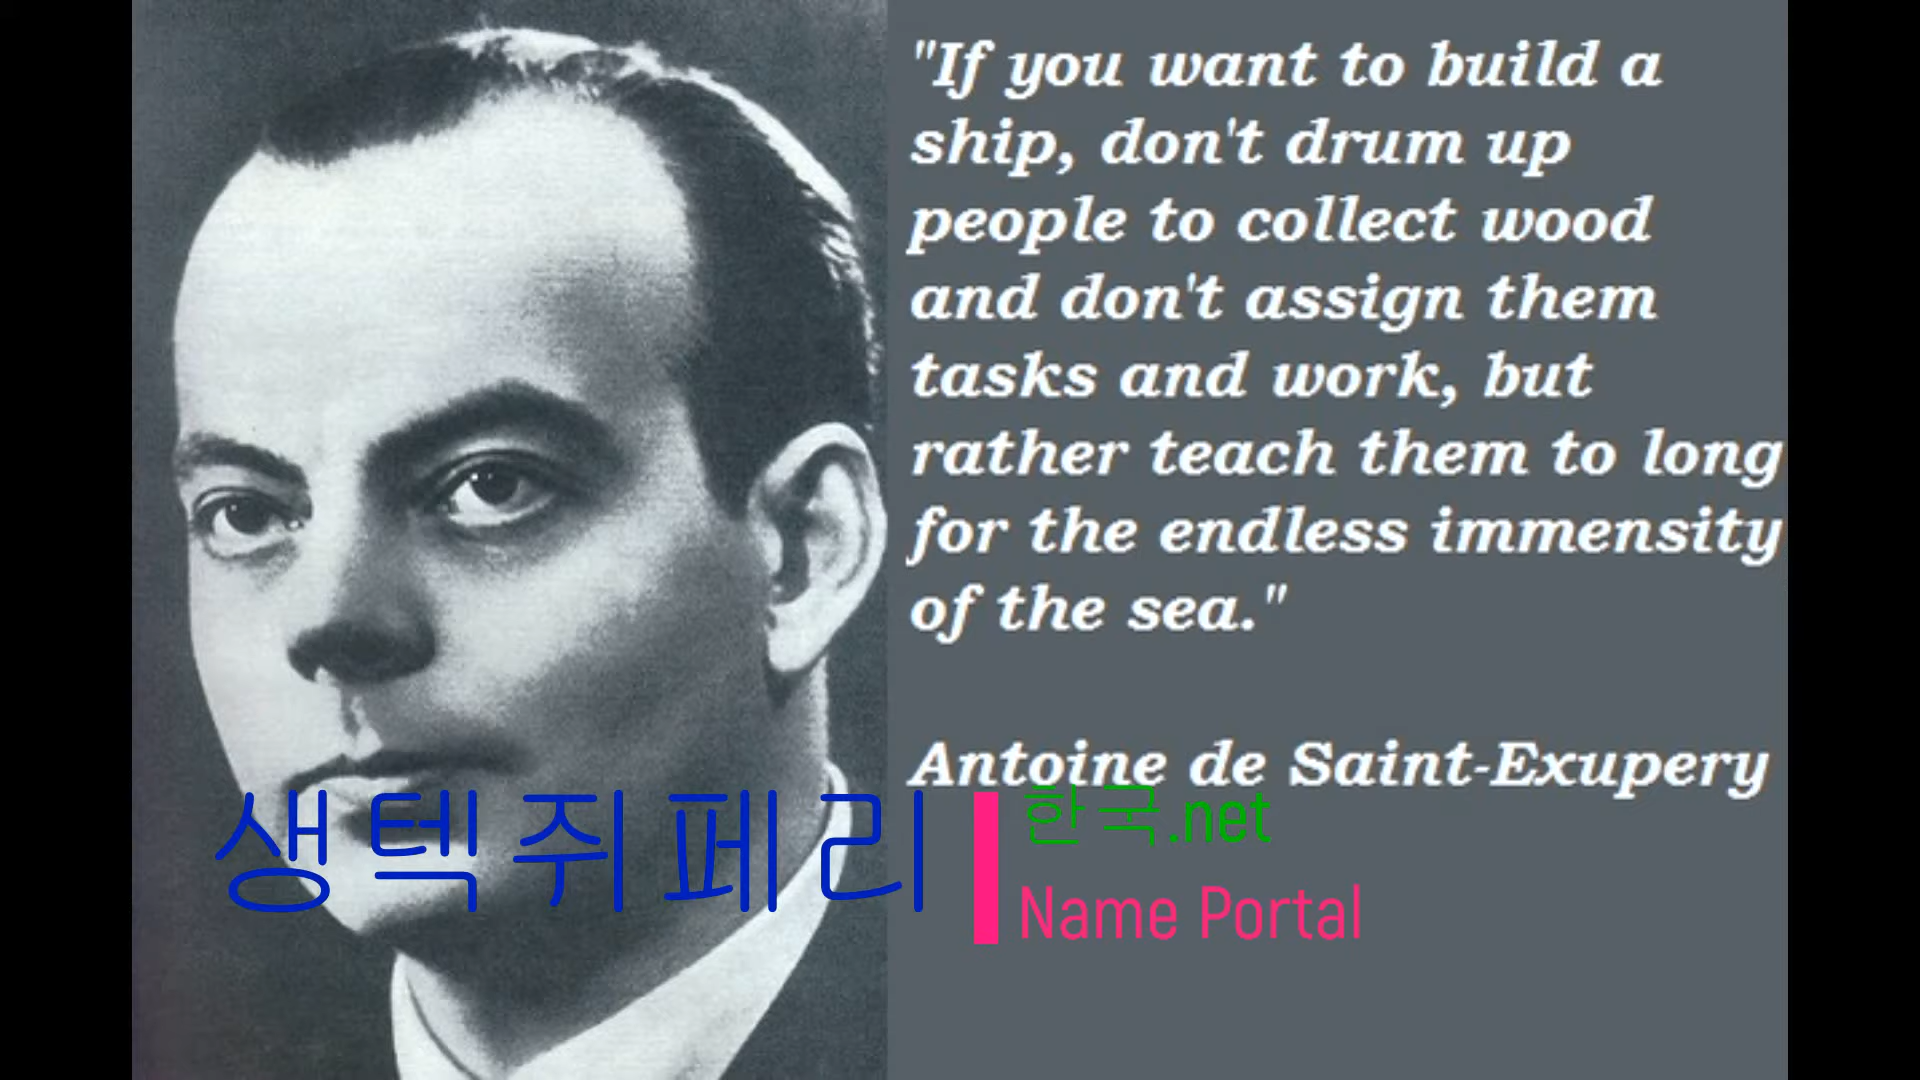 "If you want to build a
ship, don't drum up
people to collect wood
and don't assign them
tasks and work, but
rather teach them to long
for the endless immensity
of the sea."
Antoine de Saint-Exupery
생텍쥐페리
한국.net
Name Portal